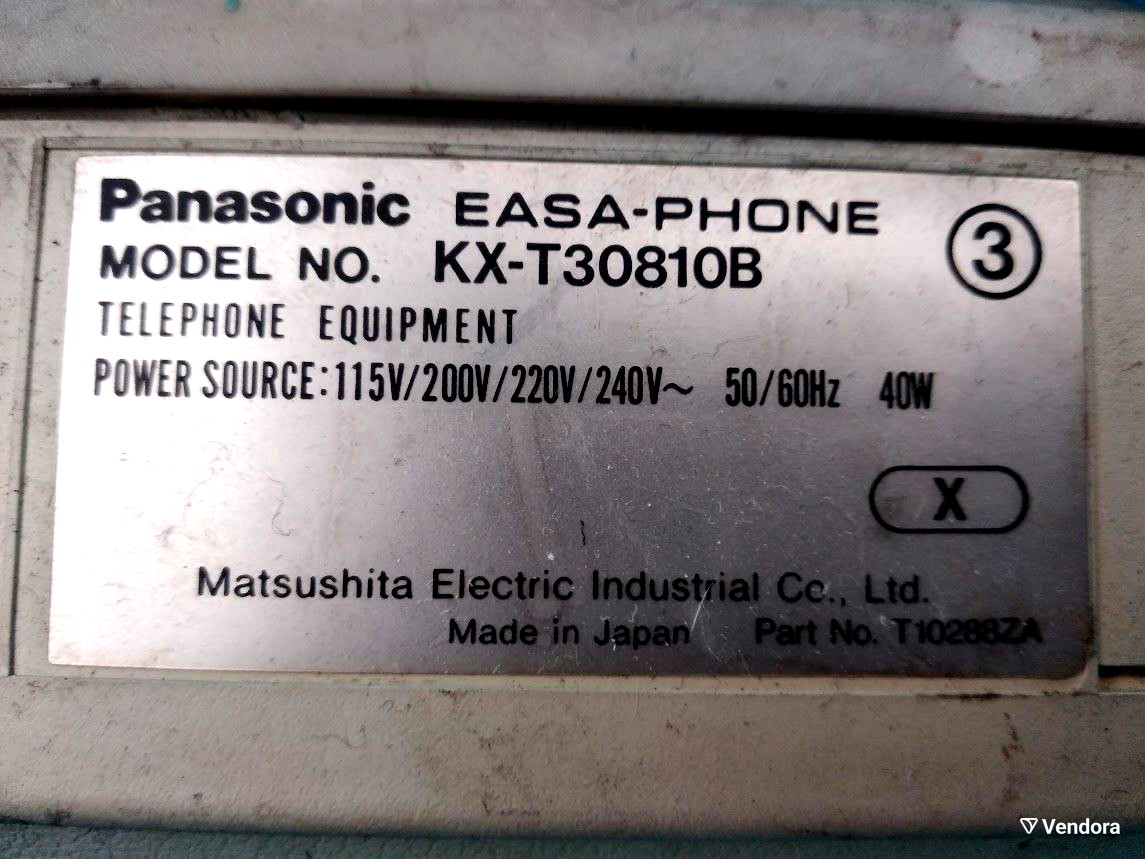 Panasonic EASA-PHONE
③
MODEL NO. KX-T30810B
TELEPHONE EQUIPMENT
POWER SOURCE:115V/200V/220V/240V~ 50/60Hz 40W
X
Matsushita Electric Industrial Co., Ltd.
Made in Japan Part No. T10288ZA
Vendora